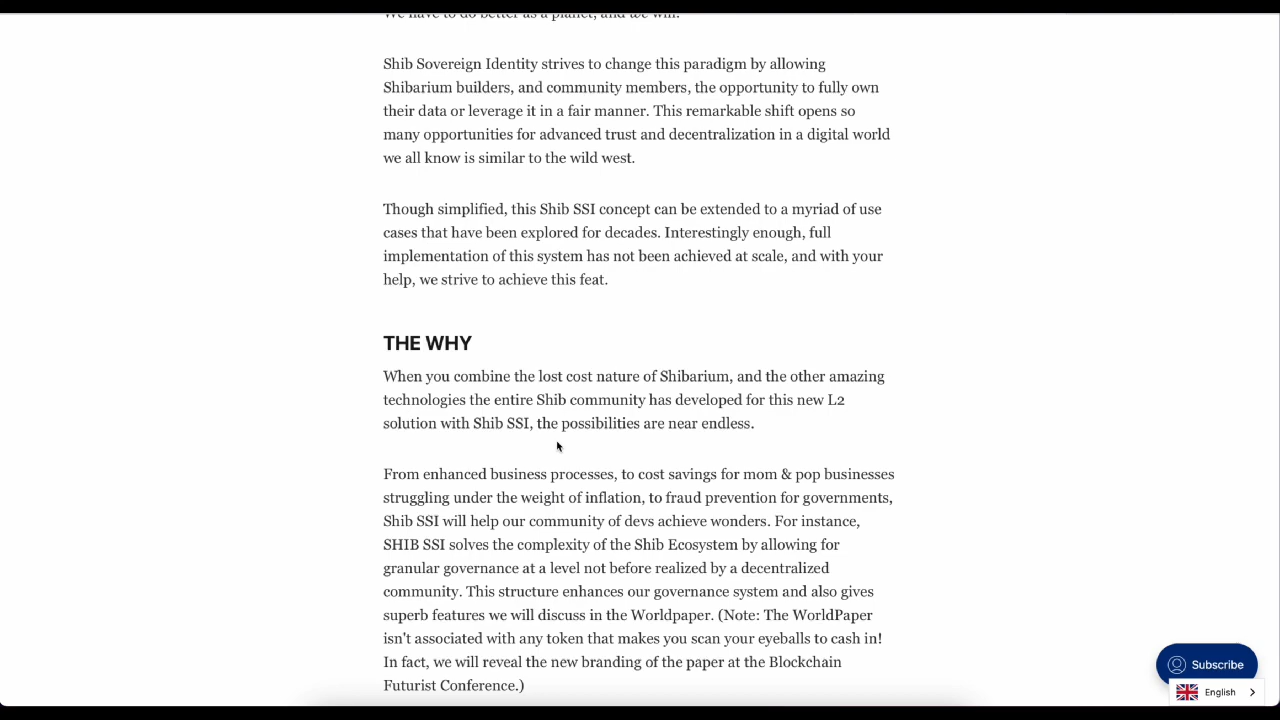 We have to do better as a planet, and we will.
Shib Sovereign Identity strives to change this paradigm by allowing
Shibarium builders, and community members, the opportunity to fully own
their data or leverage it in a fair manner. This remarkable shift opens so
many opportunities for advanced trust and decentralization in a digital world
we all know is similar to the wild west.
Though simplified, this Shib SSI concept can be extended to a myriad of use
cases that have been explored for decades. Interestingly enough, full
implementation of this system has not been achieved at scale, and with your
help, we strive to achieve this feat.
THE WHY
When you combine the lost cost nature of Shibarium, and the other amazing
technologies the entire Shib community has developed for this new L2
solution with Shib SSI, the possibilities are near endless.
From enhanced business processes, to cost savings for mom & pop businesses
struggling under the weight of inflation, to fraud prevention for governments,
Shib SSI will help our community of devs achieve wonders. For instance,
SHIB SSI solves the complexity of the Shib Ecosystem by allowing for
granular governance at a level not before realized by a decentralized
community. This structure enhances our governance system and also gives
superb features we will discuss in the Worldpaper. (Note: The WorldPaper
isn't associated with any token that makes you scan your eyeballs to cash in!
In fact, we will reveal the new branding of the paper at the Blockchain
Futurist Conference.)
Subscribe
English